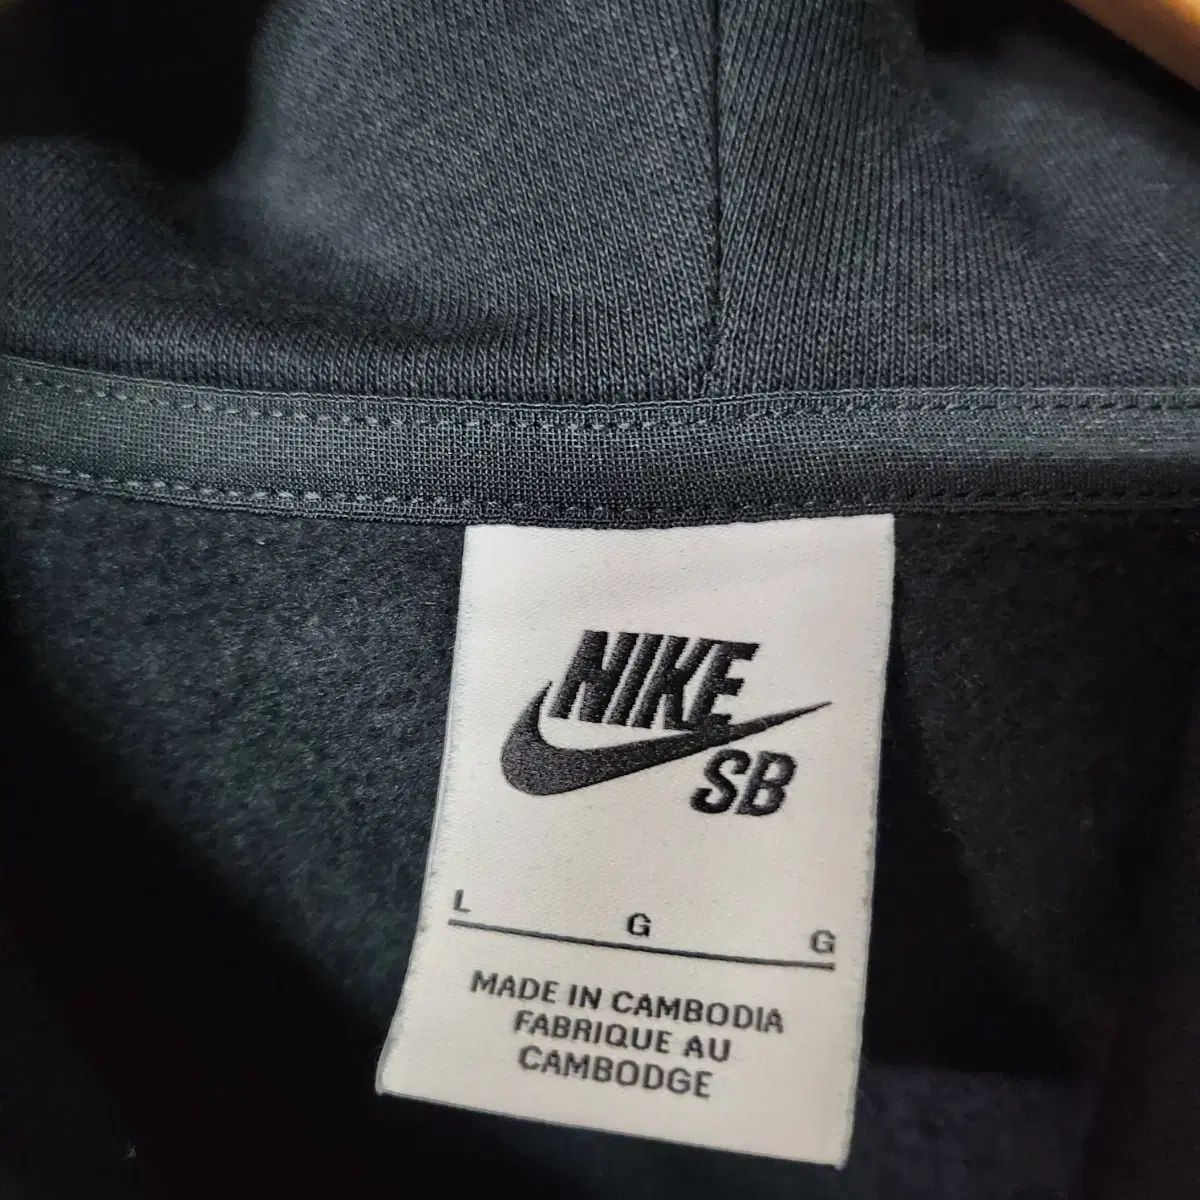 NIKE
SB
L G G
MADE IN CAMBODIA
FABRIQUE AU
CAMBODGE